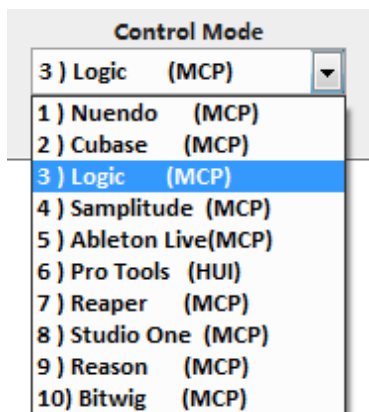 Control Mode
3 ) Logic (MCP)
1 ) Nuendo (MCP)
2 ) Cubase (MCP)
3 ) Logic (MCP)
4 ) Samplitude (MCP)
5 ) Ableton Live(MCP)
6 ) Pro Tools (HUI)
7 ) Reaper (MCP)
8 ) Studio One (MCP)
9 ) Reason (MCP)
10) Bitwig (MCP)